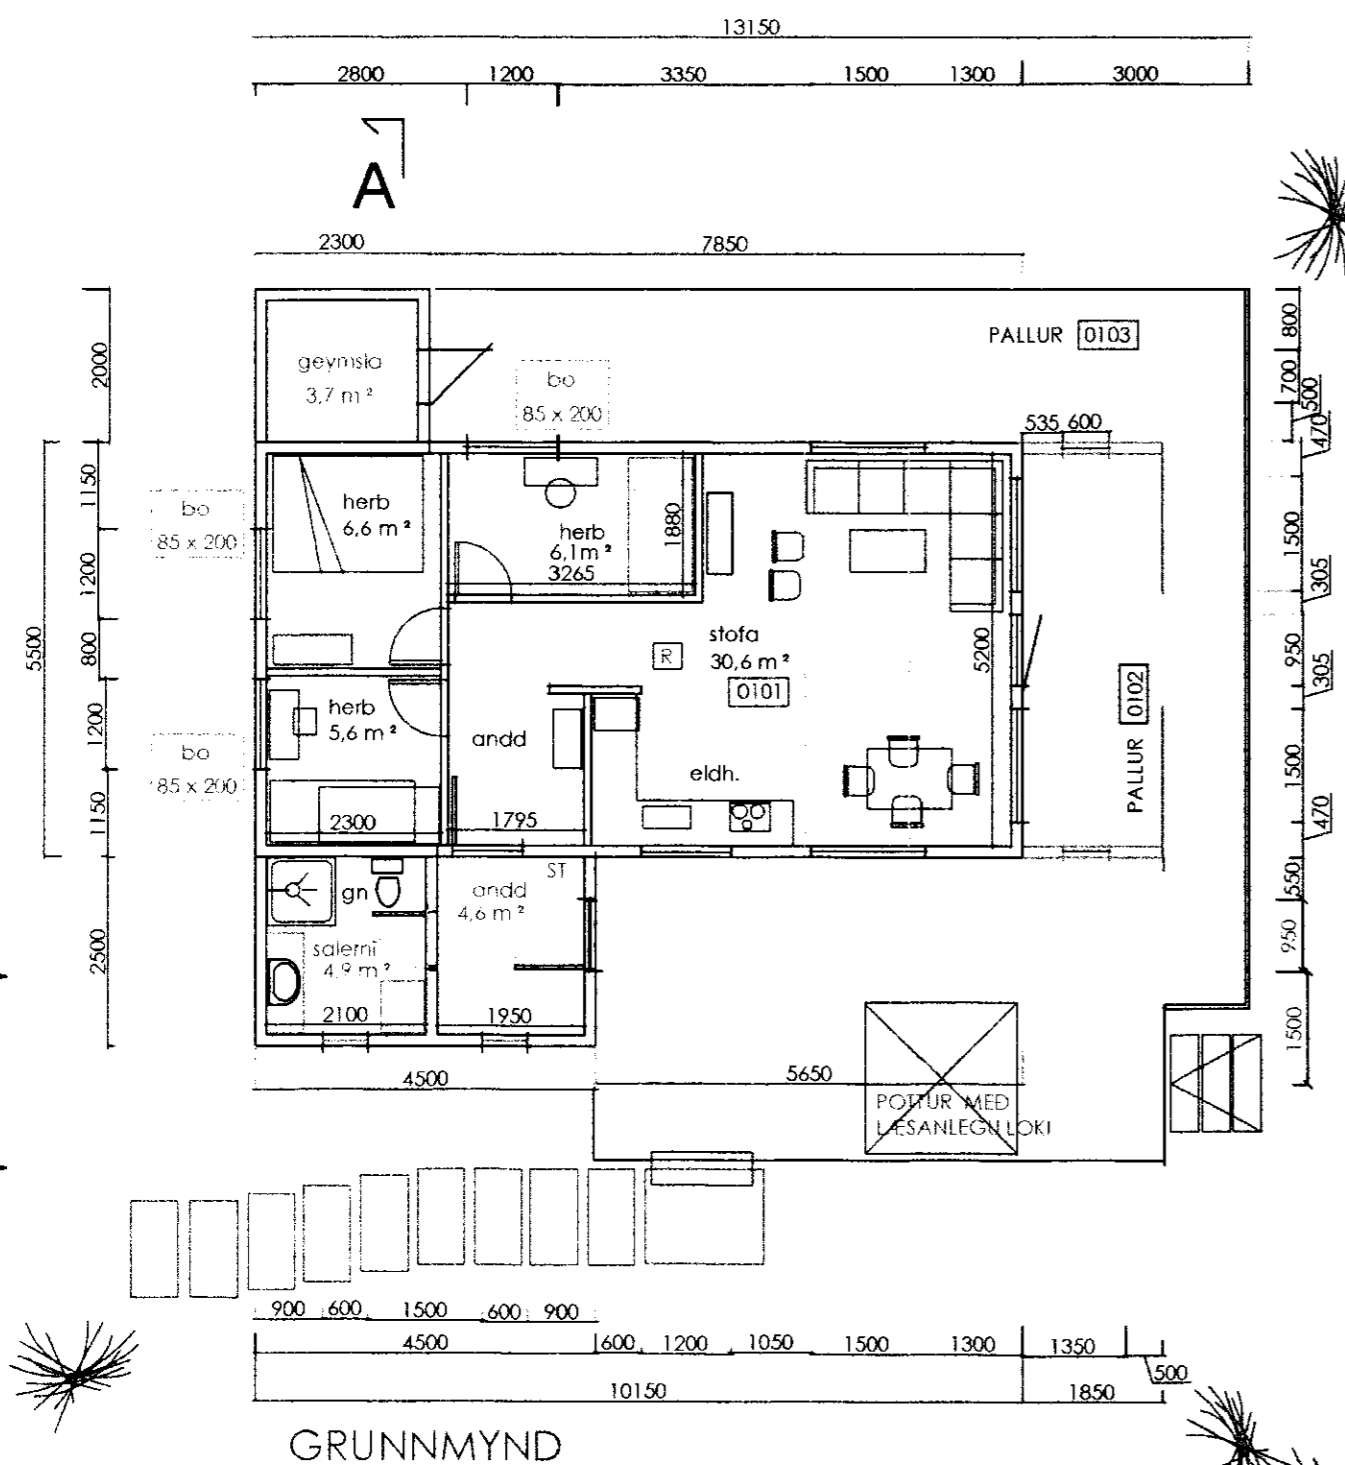 13150
2800 1200 3350 1500 1300 3000
A
2300 7850
PALLUR 0103
geymsla
3,7 m²
bo
85 x 200
535 600
2000
800
700
500
470
5500
1150
1200
800
1200
1150
2500
bo
85 x 200
herb
6,6 m²
herb
6,1m²
3265
1880
stofa
30,6 m²
R
0101
5200
1500
305
950
305
1500
470
550
950
1500
PALLUR 0102
bo
85 x 200
herb
5,6 m²
2300
andd
1795
eldh.
ST
gn
andd
4,6 m²
salerni
4,9 m²
2100 1950
4500 5650
POTTUR MEÐ
LÆSANLEGU LOKI
900 600 1500 600 900
4500 600 1200 1050 1500 1300 1350
500
10150 1850
GRUNNMYND